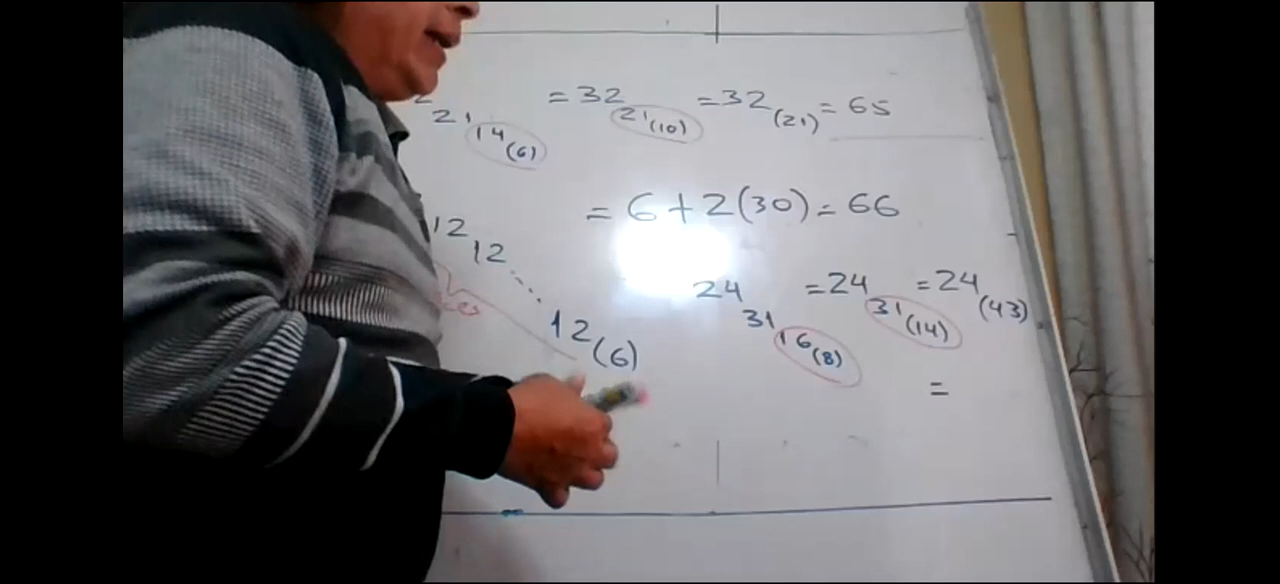 2 21 14(6) = 32 21(10) = 32(21) = 65
= 6 + 2(30) = 66
12 12 ... 12(6)
24 31 16(8) = 24 31(14) = 24(43)
=